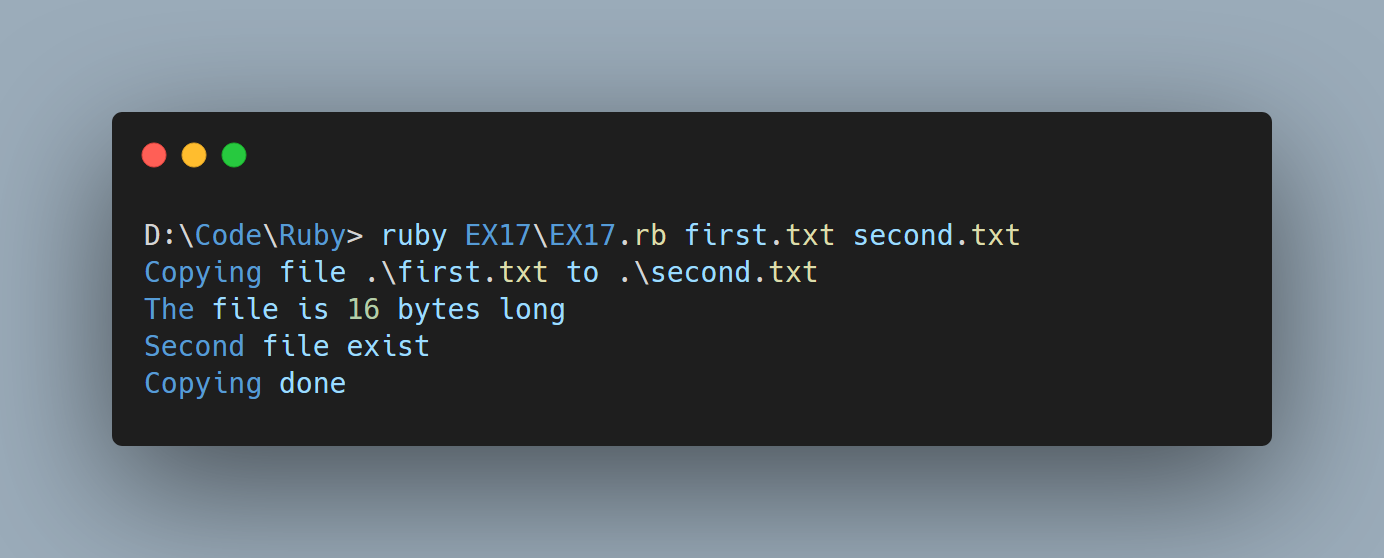 D:\Code\Ruby> ruby EX17\EX17.rb first.txt second.txt
Copying file .\first.txt to .\second.txt
The file is 16 bytes long
Second file exist
Copying done